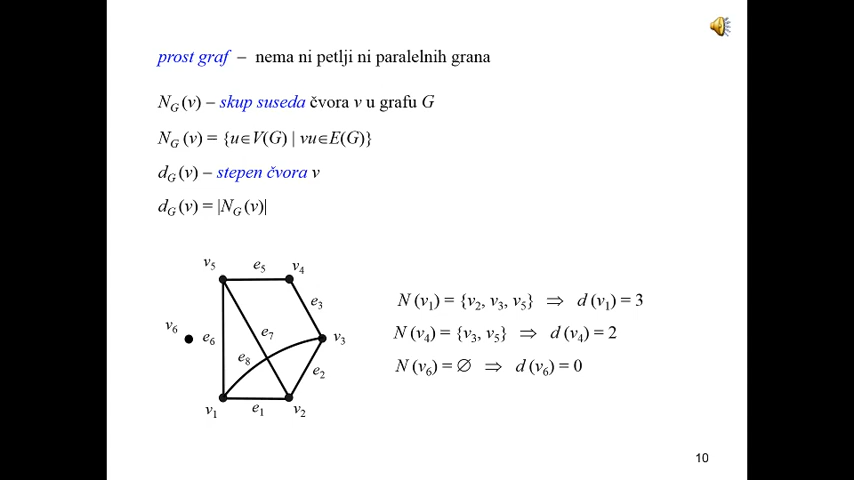 prost graf – nema ni petlji ni paralelnih grana
N_G (v) – skup suseda čvora v u grafu G
N_G (v) = {u∈V(G) | vu∈E(G)}
d_G (v) – stepen čvora v
d_G (v) = |N_G (v)|
v₅ e₅ v₄
e₃
v₆ e₆ e₇ v₃
e₈ e₂
v₁ e₁ v₂
N (v₁) = {v₂, v₃, v₅} ⇒ d (v₁) = 3
N (v₄) = {v₃, v₅} ⇒ d (v₄) = 2
N (v₆) = ∅ ⇒ d (v₆) = 0
10